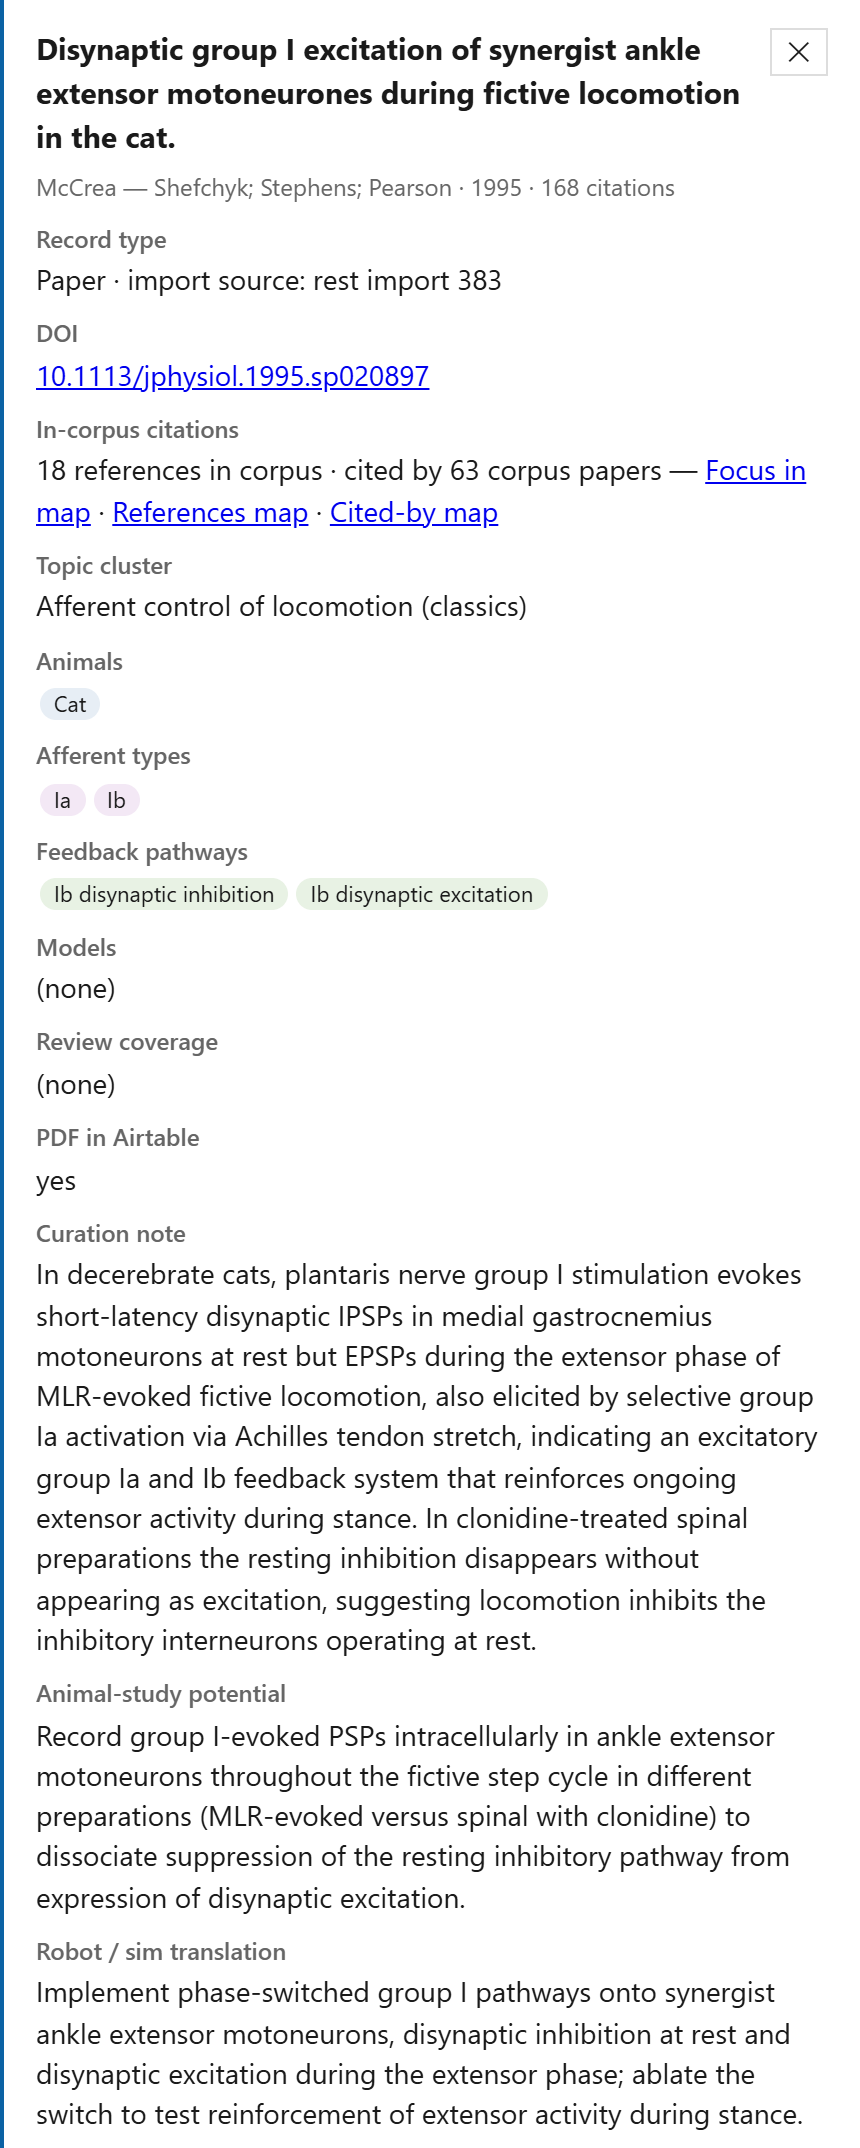 Disynaptic group I excitation of synergist ankle
extensor motoneurones during fictive locomotion
in the cat.
McCrea — Shefchyk; Stephens; Pearson · 1995 · 168 citations
Record type
Paper · import source: rest import 383
DOI
10.1113/jphysiol.1995.sp020897
In-corpus citations
18 references in corpus · cited by 63 corpus papers — Focus in
map · References map · Cited-by map
Topic cluster
Afferent control of locomotion (classics)
Animals
Cat
Afferent types
Ia Ib
Feedback pathways
Ib disynaptic inhibition Ib disynaptic excitation
Models
(none)
Review coverage
(none)
PDF in Airtable
yes
Curation note
In decerebrate cats, plantaris nerve group I stimulation evokes
short-latency disynaptic IPSPs in medial gastrocnemius
motoneurons at rest but EPSPs during the extensor phase of
MLR-evoked fictive locomotion, also elicited by selective group
Ia activation via Achilles tendon stretch, indicating an excitatory
group Ia and Ib feedback system that reinforces ongoing
extensor activity during stance. In clonidine-treated spinal
preparations the resting inhibition disappears without
appearing as excitation, suggesting locomotion inhibits the
inhibitory interneurons operating at rest.
Animal-study potential
Record group I-evoked PSPs intracellularly in ankle extensor
motoneurons throughout the fictive step cycle in different
preparations (MLR-evoked versus spinal with clonidine) to
dissociate suppression of the resting inhibitory pathway from
expression of disynaptic excitation.
Robot / sim translation
Implement phase-switched group I pathways onto synergist
ankle extensor motoneurons, disynaptic inhibition at rest and
disynaptic excitation during the extensor phase; ablate the
switch to test reinforcement of extensor activity during stance.